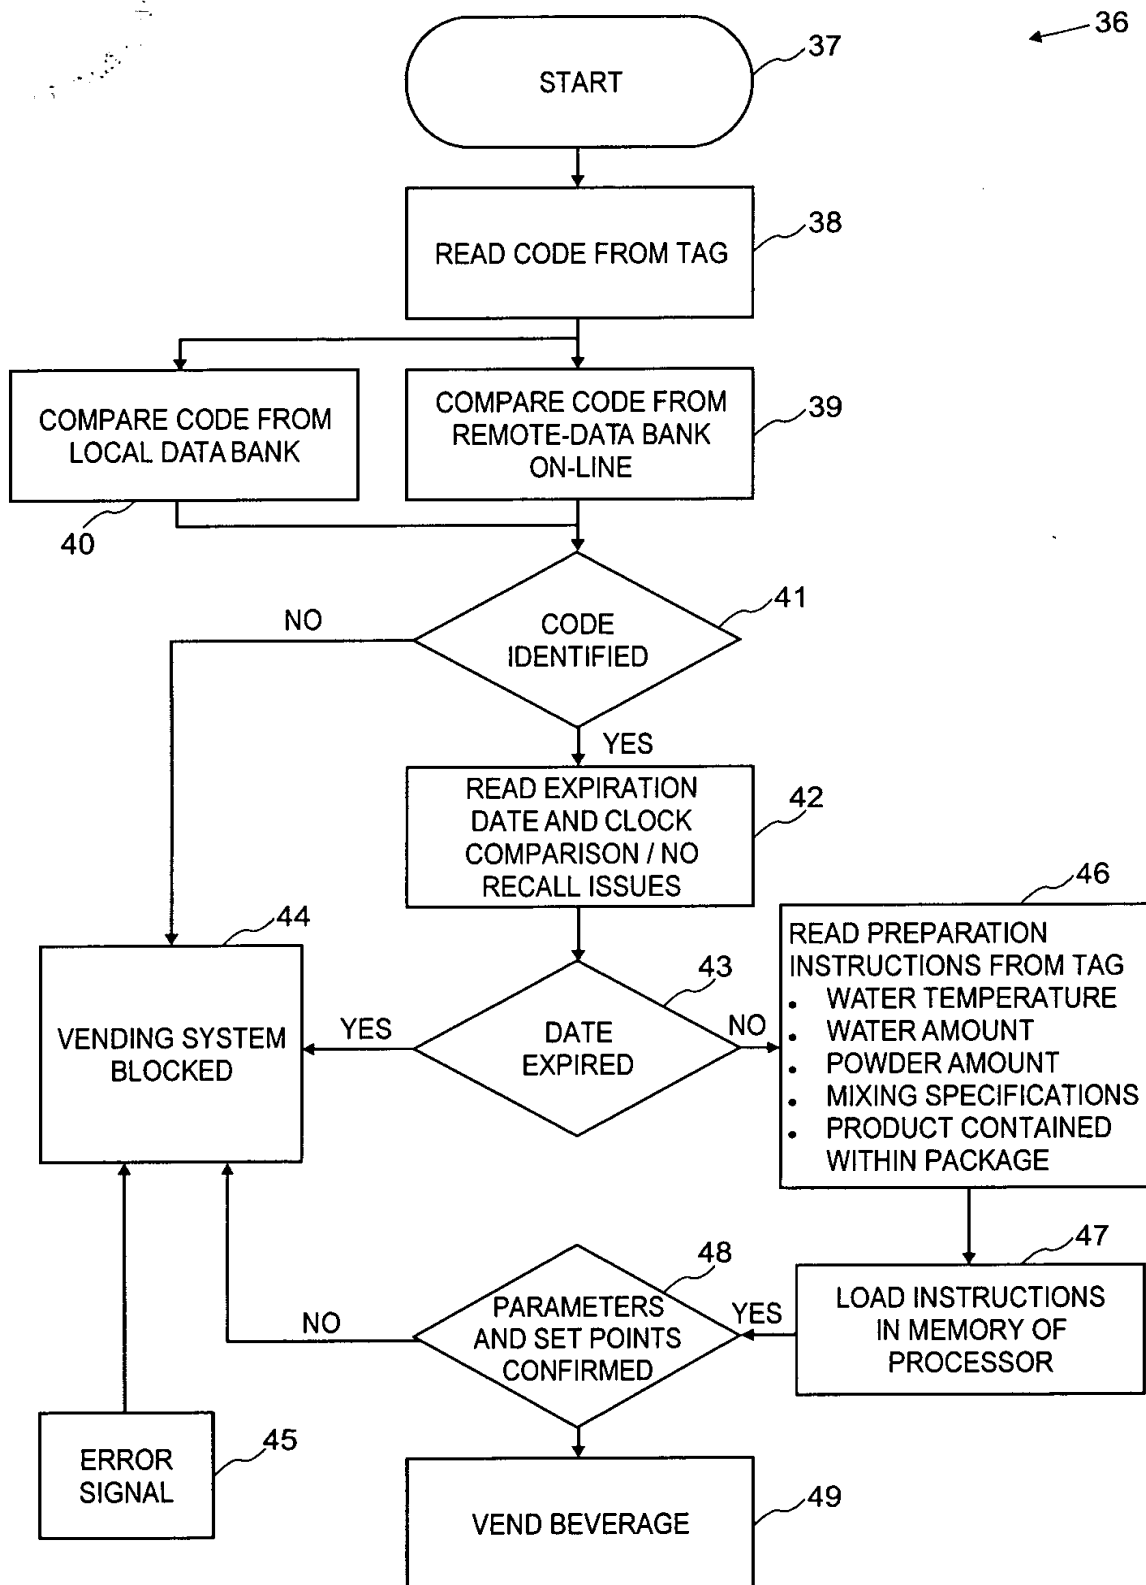 36
START
37
READ CODE FROM TAG
38
COMPARE CODE FROM
LOCAL DATA BANK
40
COMPARE CODE FROM
REMOTE-DATA BANK
ON-LINE
39
CODE
IDENTIFIED
41
NO
YES
READ EXPIRATION
DATE AND CLOCK
COMPARISON / NO
RECALL ISSUES
42
DATE
EXPIRED
43
YES
NO
VENDING SYSTEM
BLOCKED
44
READ PREPARATION
INSTRUCTIONS FROM TAG
• WATER TEMPERATURE
• WATER AMOUNT
• POWDER AMOUNT
• MIXING SPECIFICATIONS
• PRODUCT CONTAINED
WITHIN PACKAGE
46
LOAD INSTRUCTIONS
IN MEMORY OF
PROCESSOR
47
YES
PARAMETERS
AND SET POINTS
CONFIRMED
48
NO
ERROR
SIGNAL
45
VEND BEVERAGE
49